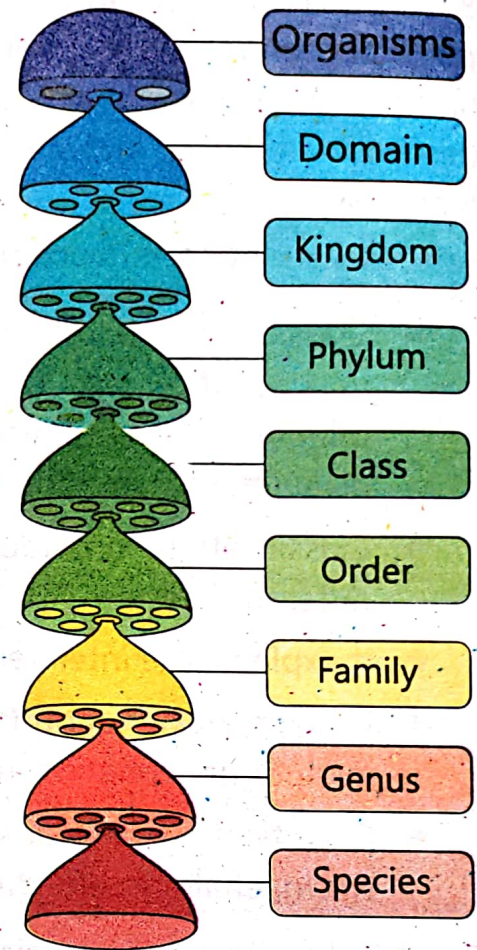 Organisms
Domain
Kingdom
Phylum
Class
Order
Family
Genus
Species